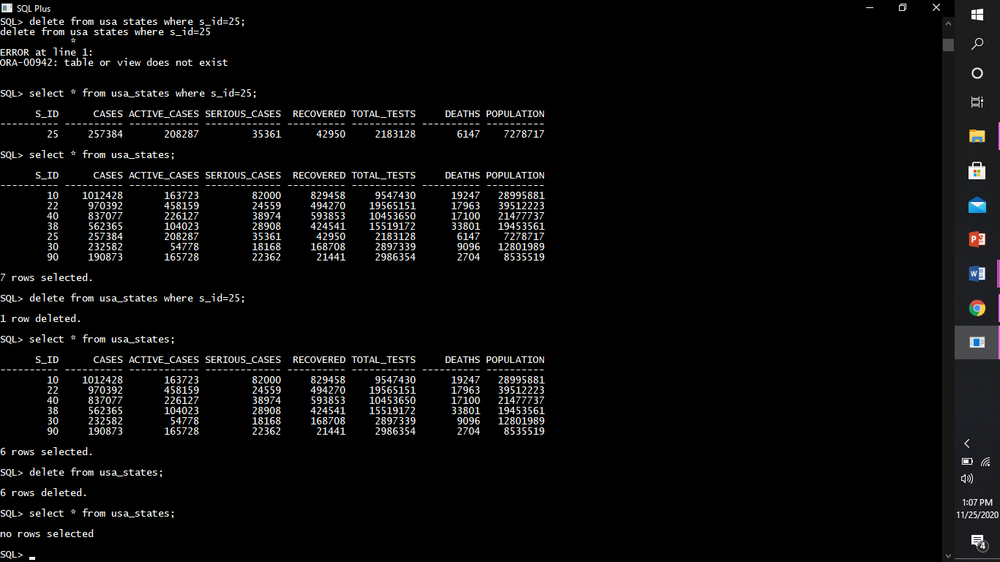 SQL Plus
SQL> delete from usa states where s_id=25;
delete from usa states where s_id=25
            *
ERROR at line 1:
ORA-00942: table or view does not exist
SQL> select * from usa_states where s_id=25;
      S_ID      CASES ACTIVE_CASES SERIOUS_CASES  RECOVERED TOTAL_TESTS     DEATHS POPULATION
---------- ---------- ------------ ------------- ---------- ----------- ---------- ----------
        25     257384       208287         35361      42950     2183128       6147    7278717
SQL> select * from usa_states;
      S_ID      CASES ACTIVE_CASES SERIOUS_CASES  RECOVERED TOTAL_TESTS     DEATHS POPULATION
---------- ---------- ------------ ------------- ---------- ----------- ---------- ----------
        10    1012428       163723         82000     829458     9547430      19247   28995881
        22     970392       458159         24559     494270    19565151      17963   39512223
        40     837077       226127         38974     593853    10453650      17100   21477737
        38     562365       104023         28908     424541    15519172      33801   19453561
        25     257384       208287         35361      42950     2183128       6147    7278717
        30     232582        54778         18168     168708     2897339       9096   12801989
        90     190873       165728         22362      21441     2986354       2704    8535519
7 rows selected.
SQL> delete from usa_states where s_id=25;
1 row deleted.
SQL> select * from usa_states;
      S_ID      CASES ACTIVE_CASES SERIOUS_CASES  RECOVERED TOTAL_TESTS     DEATHS POPULATION
---------- ---------- ------------ ------------- ---------- ----------- ---------- ----------
        10    1012428       163723         82000     829458     9547430      19247   28995881
        22     970392       458159         24559     494270    19565151      17963   39512223
        40     837077       226127         38974     593853    10453650      17100   21477737
        38     562365       104023         28908     424541    15519172      33801   19453561
        30     232582        54778         18168     168708     2897339       9096   12801989
        90     190873       165728         22362      21441     2986354       2704    8535519
6 rows selected.
SQL> delete from usa_states;
6 rows deleted.
SQL> select * from usa_states;
no rows selected
SQL>
P
W
1:07 PM
11/25/2020
4